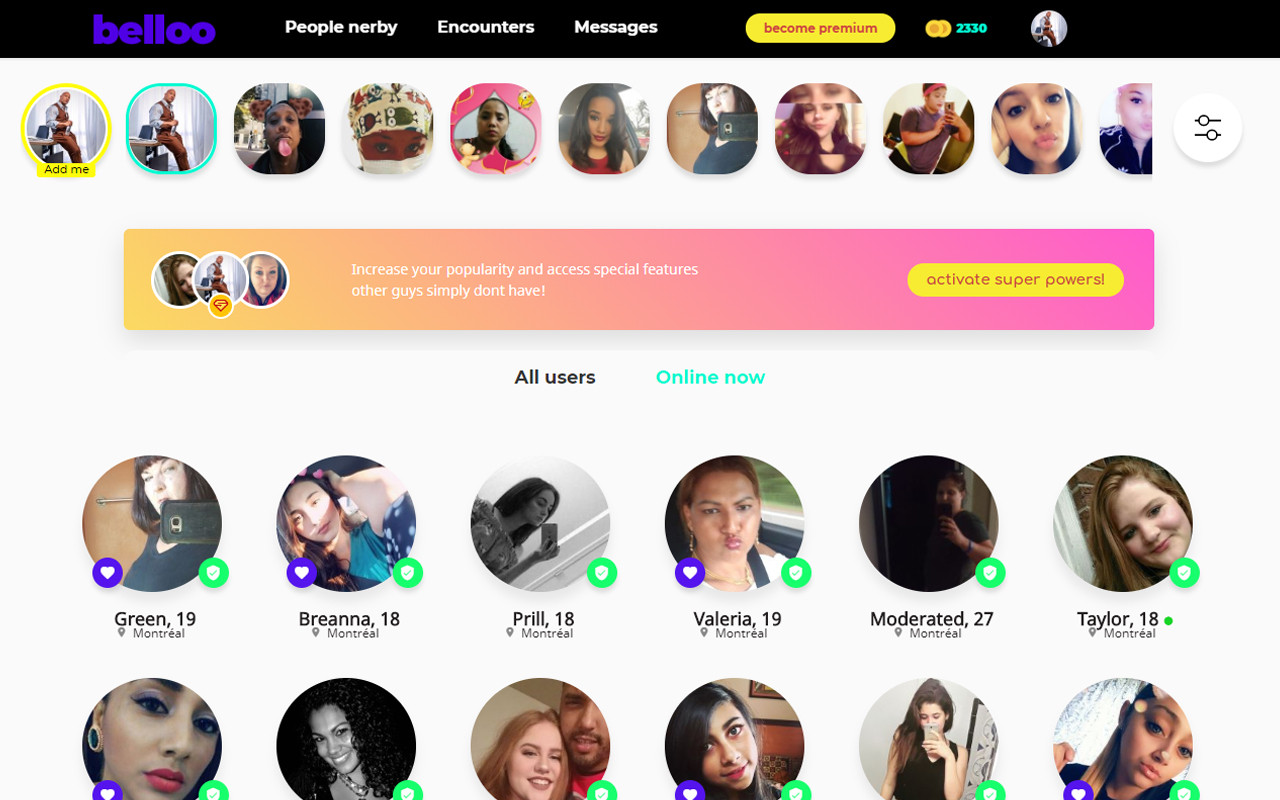 belloo
People nerby
Encounters
Messages
become premium
2330
Add me
Increase your popularity and access special features
other guys simply dont have!
activate super powers!
All users
Online now
Green, 19
Montréal
Breanna, 18
Montréal
Prill, 18
Montréal
Valeria, 19
Montréal
Moderated, 27
Montréal
Taylor, 18
Montréal